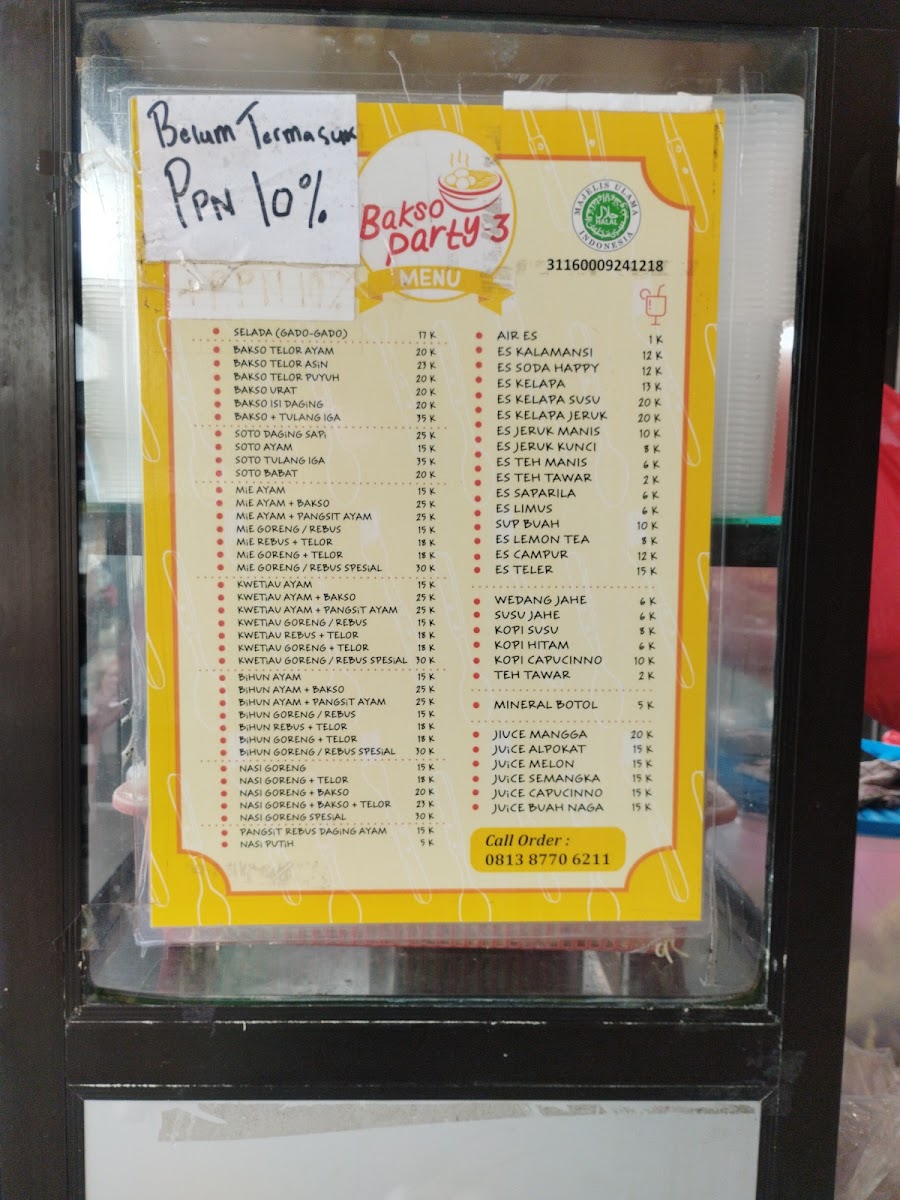 Belum Termasuk
PPN 10%
Bakso
Party 3
MENU
MAJELIS ULAMA
حلال
HALAL
INDONESIA
31160009241218
SELADA (GADO-GADO) 17 K
BAKSO TELOR AYAM 20 K
BAKSO TELOR ASIN 23 K
BAKSO TELOR PUYUH 20 K
BAKSO URAT 20 K
BAKSO ISI DAGING 20 K
BAKSO + TULANG IGA 35 K
SOTO DAGING SAPI 25 K
SOTO AYAM 15 K
SOTO TULANG IGA 35 K
SOTO BABAT 20 K
MIE AYAM 15 K
MIE AYAM + BAKSO 25 K
MIE AYAM + PANGSIT AYAM 25 K
MIE GORENG / REBUS 15 K
MIE REBUS + TELOR 18 K
MIE GORENG + TELOR 18 K
MIE GORENG / REBUS SPESIAL 30 K
KWETIAU AYAM 15 K
KWETIAU AYAM + BAKSO 25 K
KWETIAU AYAM + PANGSIT AYAM 25 K
KWETIAU GORENG / REBUS 15 K
KWETIAU REBUS + TELOR 18 K
KWETIAU GORENG + TELOR 18 K
KWETIAU GORENG / REBUS SPESIAL 30 K
BIHUN AYAM 15 K
BIHUN AYAM + BAKSO 25 K
BIHUN AYAM + PANGSIT AYAM 25 K
BIHUN GORENG / REBUS 15 K
BIHUN REBUS + TELOR 18 K
BIHUN GORENG + TELOR 18 K
BIHUN GORENG / REBUS SPESIAL 30 K
NASI GORENG 15 K
NASI GORENG + TELOR 18 K
NASI GORENG + BAKSO 20 K
NASI GORENG + BAKSO + TELOR 23 K
NASI GORENG SPESIAL 30 K
PANGSIT REBUS DAGING AYAM 15 K
NASI PUTIH 5 K
AIR ES 1 K
ES KALAMANSI 12 K
ES SODA HAPPY 12 K
ES KELAPA 13 K
ES KELAPA SUSU 20 K
ES KELAPA JERUK 20 K
ES JERUK MANIS 10 K
ES JERUK KUNCI 8 K
ES TEH MANIS 6 K
ES TEH TAWAR 2 K
ES SAPARILA 6 K
ES LIMUS 6 K
SUP BUAH 10 K
ES LEMON TEA 8 K
ES CAMPUR 12 K
ES TELER 15 K
WEDANG JAHE 6 K
SUSU JAHE 6 K
KOPI SUSU 8 K
KOPI HITAM 6 K
KOPI CAPUCINNO 10 K
TEH TAWAR 2 K
MINERAL BOTOL 5 K
JIUCE MANGGA 20 K
JUICE ALPOKAT 15 K
JUICE MELON 15 K
JUICE SEMANGKA 15 K
JUICE CAPUCINNO 15 K
JUICE BUAH NAGA 15 K
Call Order :
0813 8770 6211